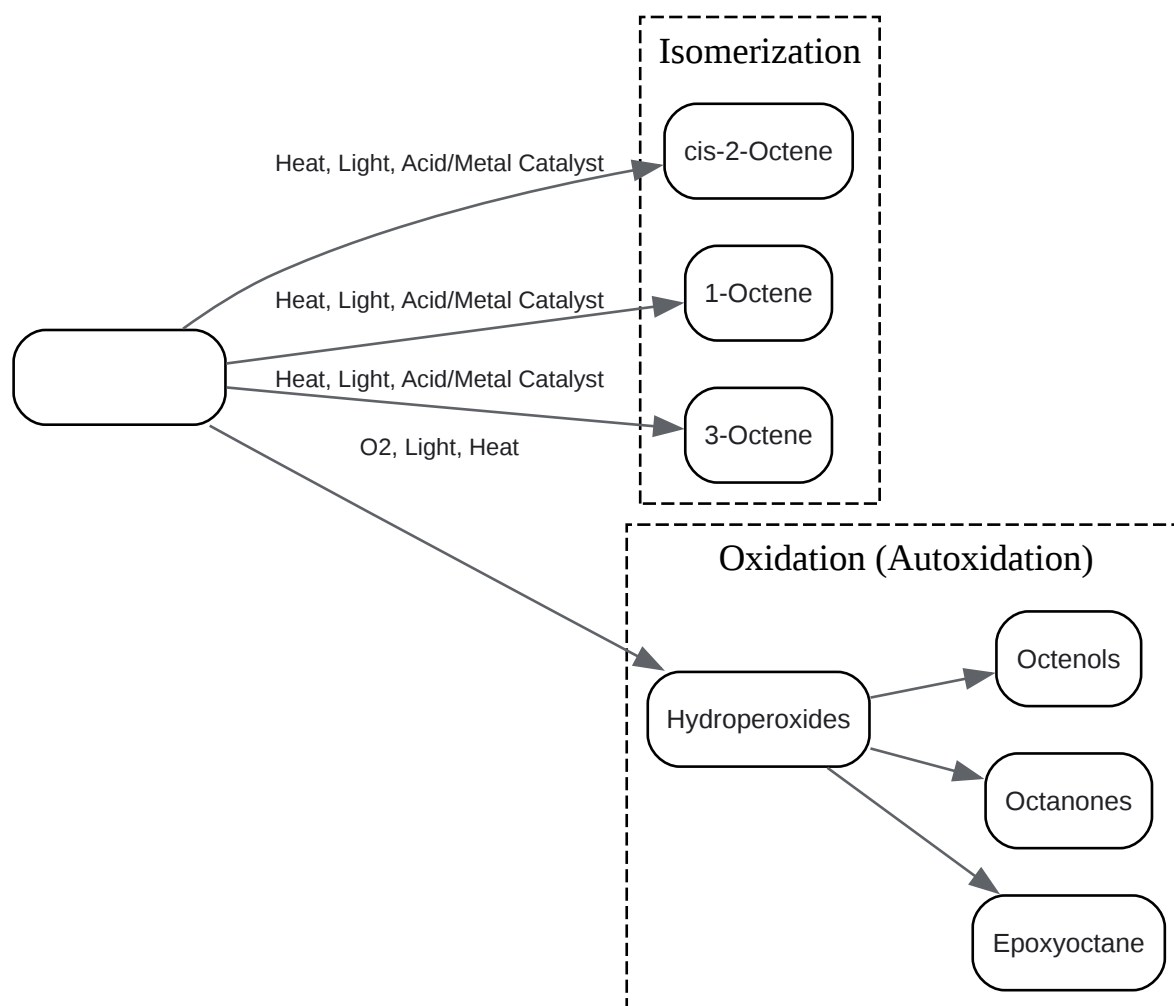 Isomerization
cis-2-Octene
Heat, Light, Acid/Metal Catalyst
Heat, Light, Acid/Metal Catalyst
1-Octene
Heat, Light, Acid/Metal Catalyst
3-Octene
O2, Light, Heat
Oxidation (Autoxidation)
Octenols
Hydroperoxides
Octanones
Epoxyoctane